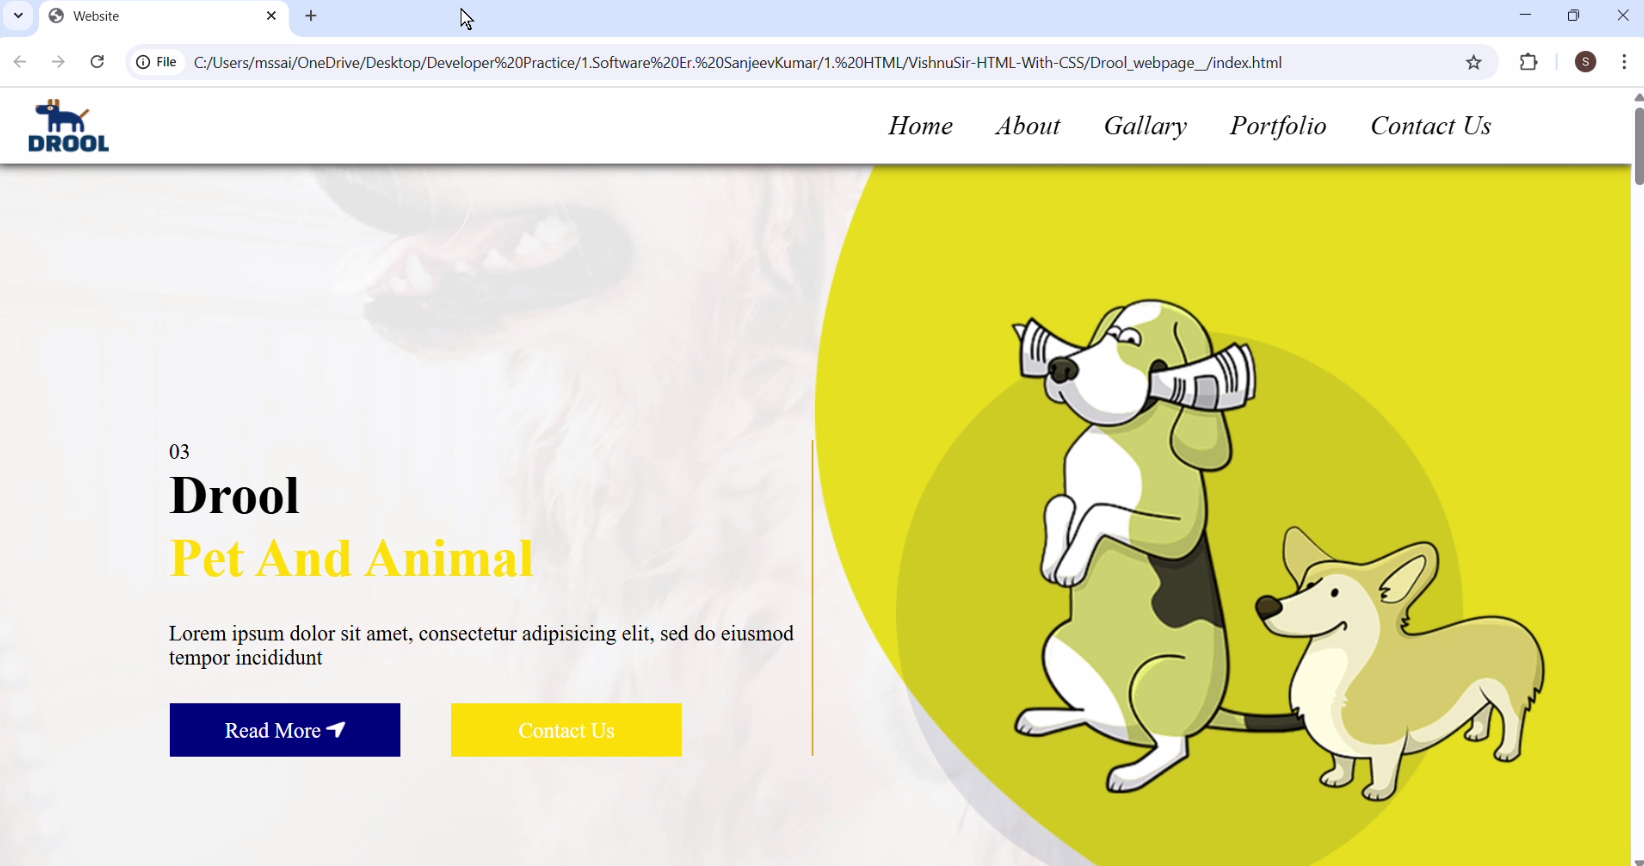 Website
File C:/Users/mssai/OneDrive/Desktop/Developer%20Practice/1.Software%20Er.%20SanjeevKumar/1.%20HTML/VishnuSir-HTML-With-CSS/Drool_webpage_/index.html
S
DROOL
Home About Gallary Portfolio Contact Us
03
Drool
Pet And Animal
Lorem ipsum dolor sit amet, consectetur adipisicing elit, sed do eiusmod
tempor incididunt
Read More Contact Us